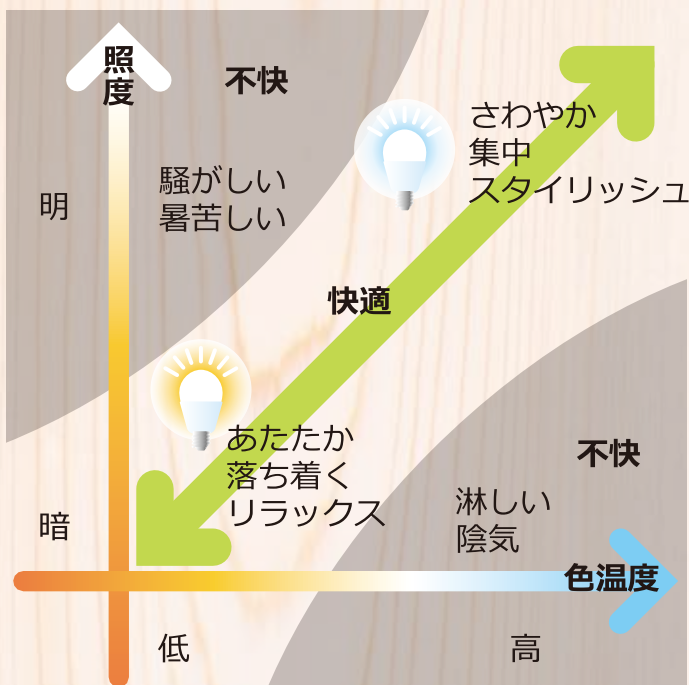 照度
不快
騒がしい
暑苦しい
明
さわやか
集中
スタイリッシュ
快適
あたたか
落ち着く
リラックス
不快
淋しい
陰気
暗
色温度
低
高